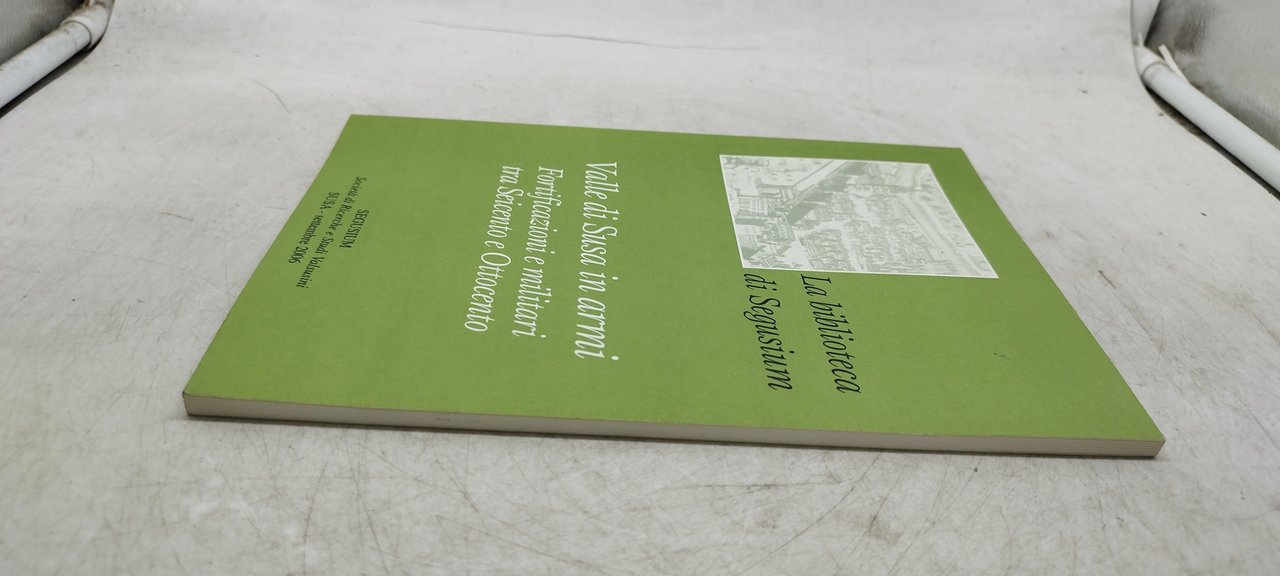 La biblioteca
di Segusium
Valle di Susa in armi
Fortificazioni e militari
tra Seicento e Ottocento
SEGUSIUM
Società di Ricerche e Studi Valsusini
SUSA - settembre 2006